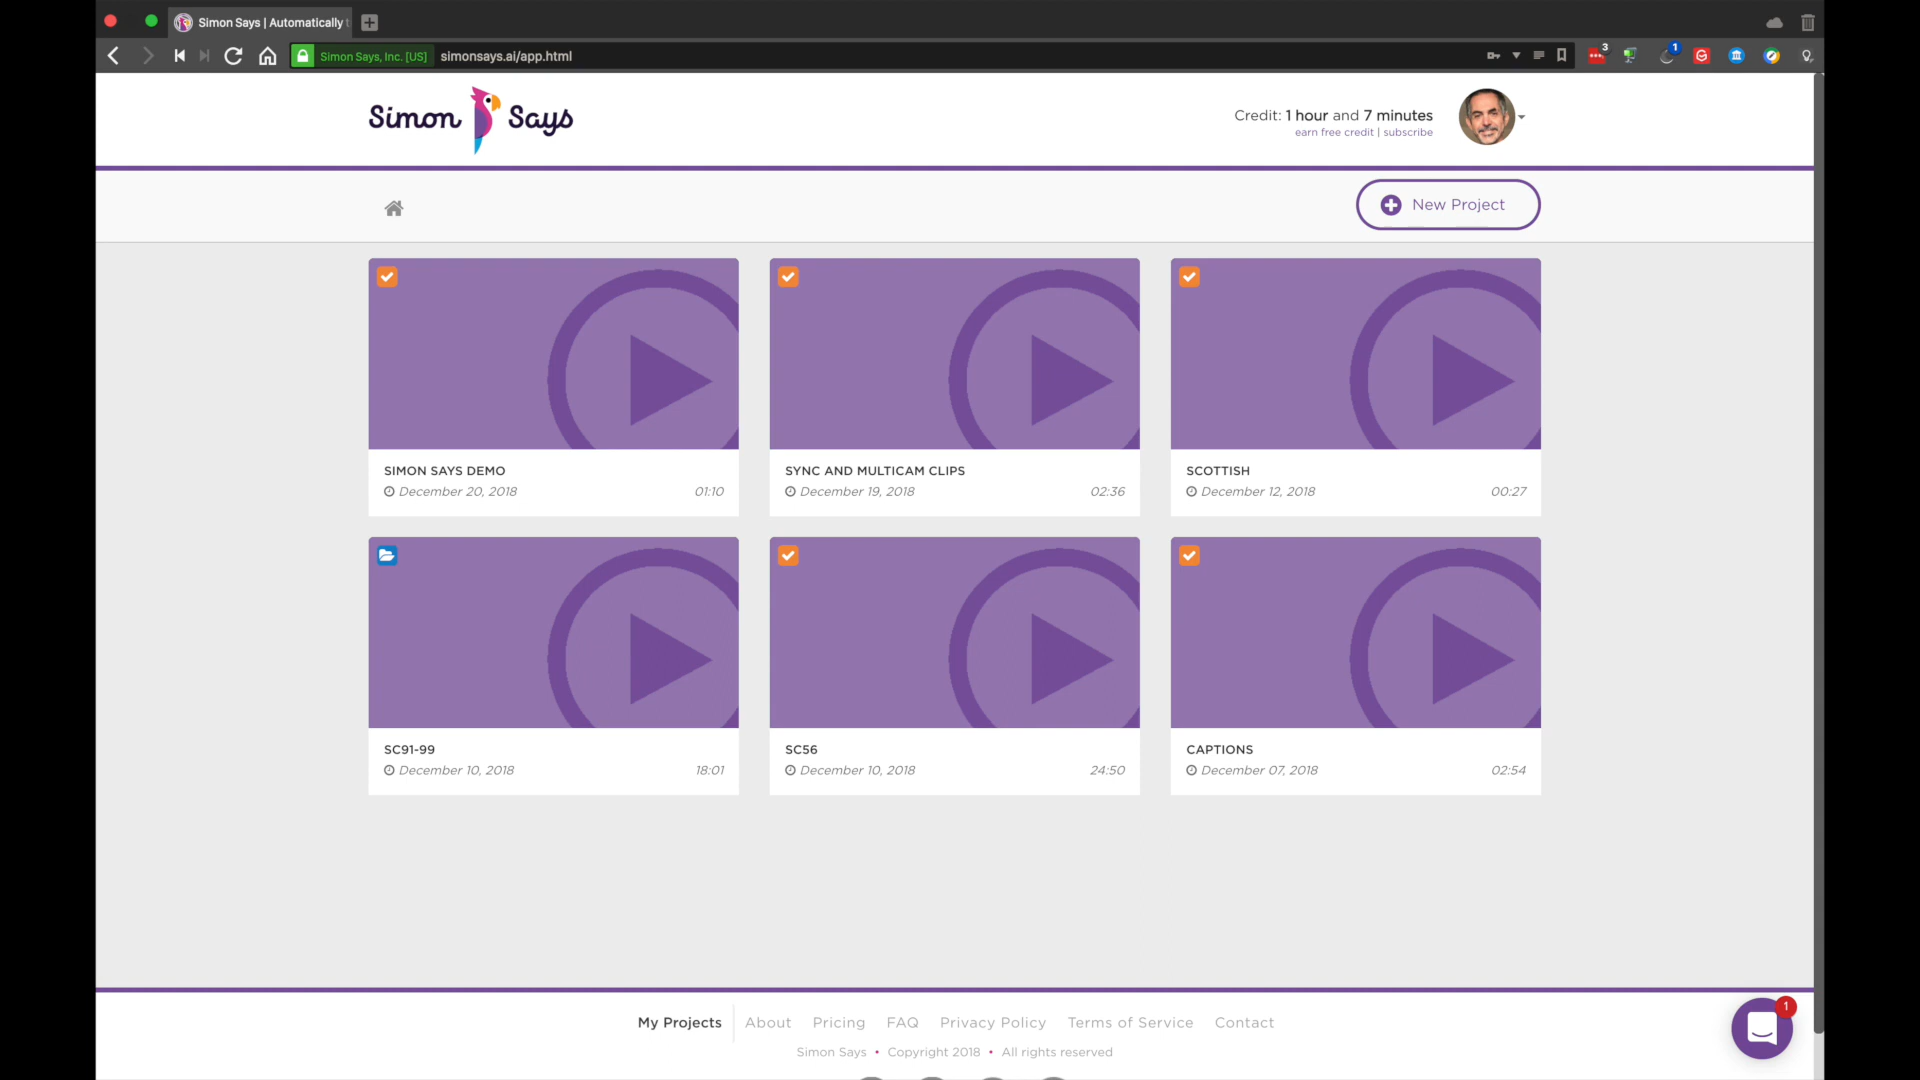 Simon Says | Automatically t
Simon Says, Inc. [US] simonsays.ai/app.html
3
1
Simon Says
Credit: 1 hour and 7 minutes
earn free credit | subscribe
New Project
SIMON SAYS DEMO
December 20, 2018 01:10
SYNC AND MULTICAM CLIPS
December 19, 2018 02:36
SCOTTISH
December 12, 2018 00:27
SC91-99
December 10, 2018 18:01
SC56
December 10, 2018 24:50
CAPTIONS
December 07, 2018 02:54
My Projects About Pricing FAQ Privacy Policy Terms of Service Contact
Simon Says • Copyright 2018 • All rights reserved
1